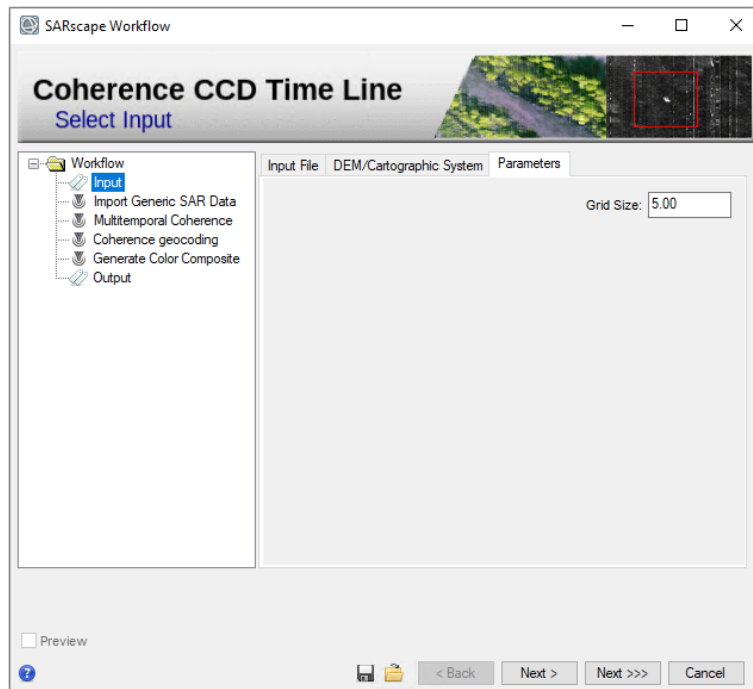 SARscape Workflow
Coherence CCD Time Line
Select Input
Workflow
Input
Import Generic SAR Data
Multitemporal Coherence
Coherence geocoding
Generate Color Composite
Output
Input File
DEM/Cartographic System
Parameters
Grid Size: 5.00
Preview
?
< Back
Next >
Next >>>
Cancel